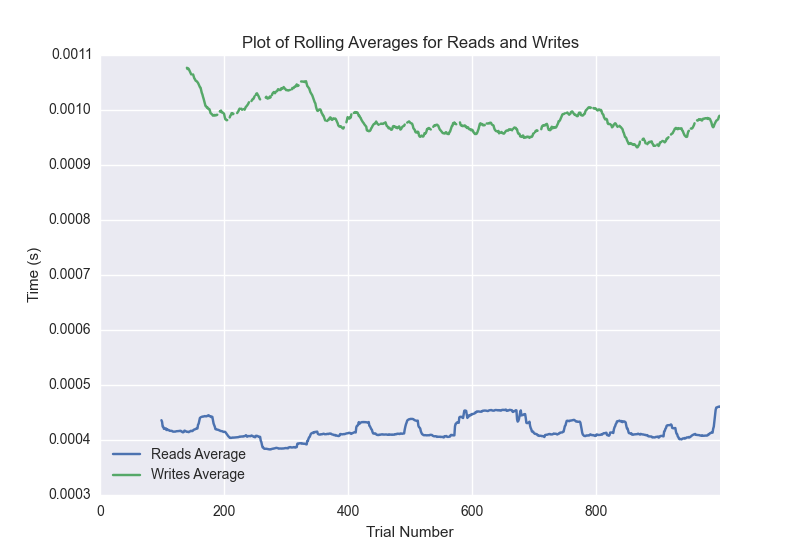 Plot of Rolling Averages for Reads and Writes
0.0011
0.0010
0.0009
0.0008
0.0007
0.0006
0.0005
0.0004
0.0003
Time (s)
Reads Average
Writes Average
0 200 400 600 800
Trial Number